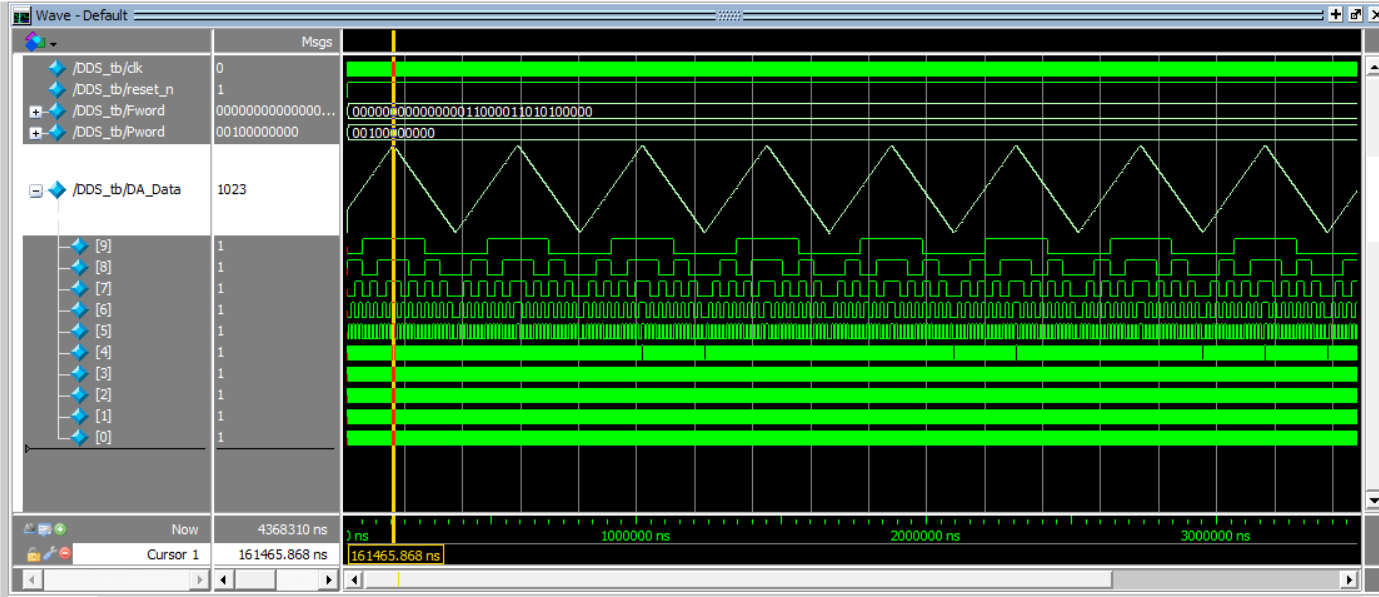 Wave - Default
Msgs
/DDS_tb/clk 0
/DDS_tb/reset_n 1
/DDS_tb/Fword 00000000000000... 00000000000000011000011010100000
/DDS_tb/Pword 00100000000 00100000000
/DDS_tb/DA_Data 1023
[9] 1
[8] 1
[7] 1
[6] 1
[5] 1
[4] 1
[3] 1
[2] 1
[1] 1
[0] 1
Now 4368310 ns ns 1000000 ns 2000000 ns 3000000 ns
Cursor 1 161465.868 ns 161465.868 ns